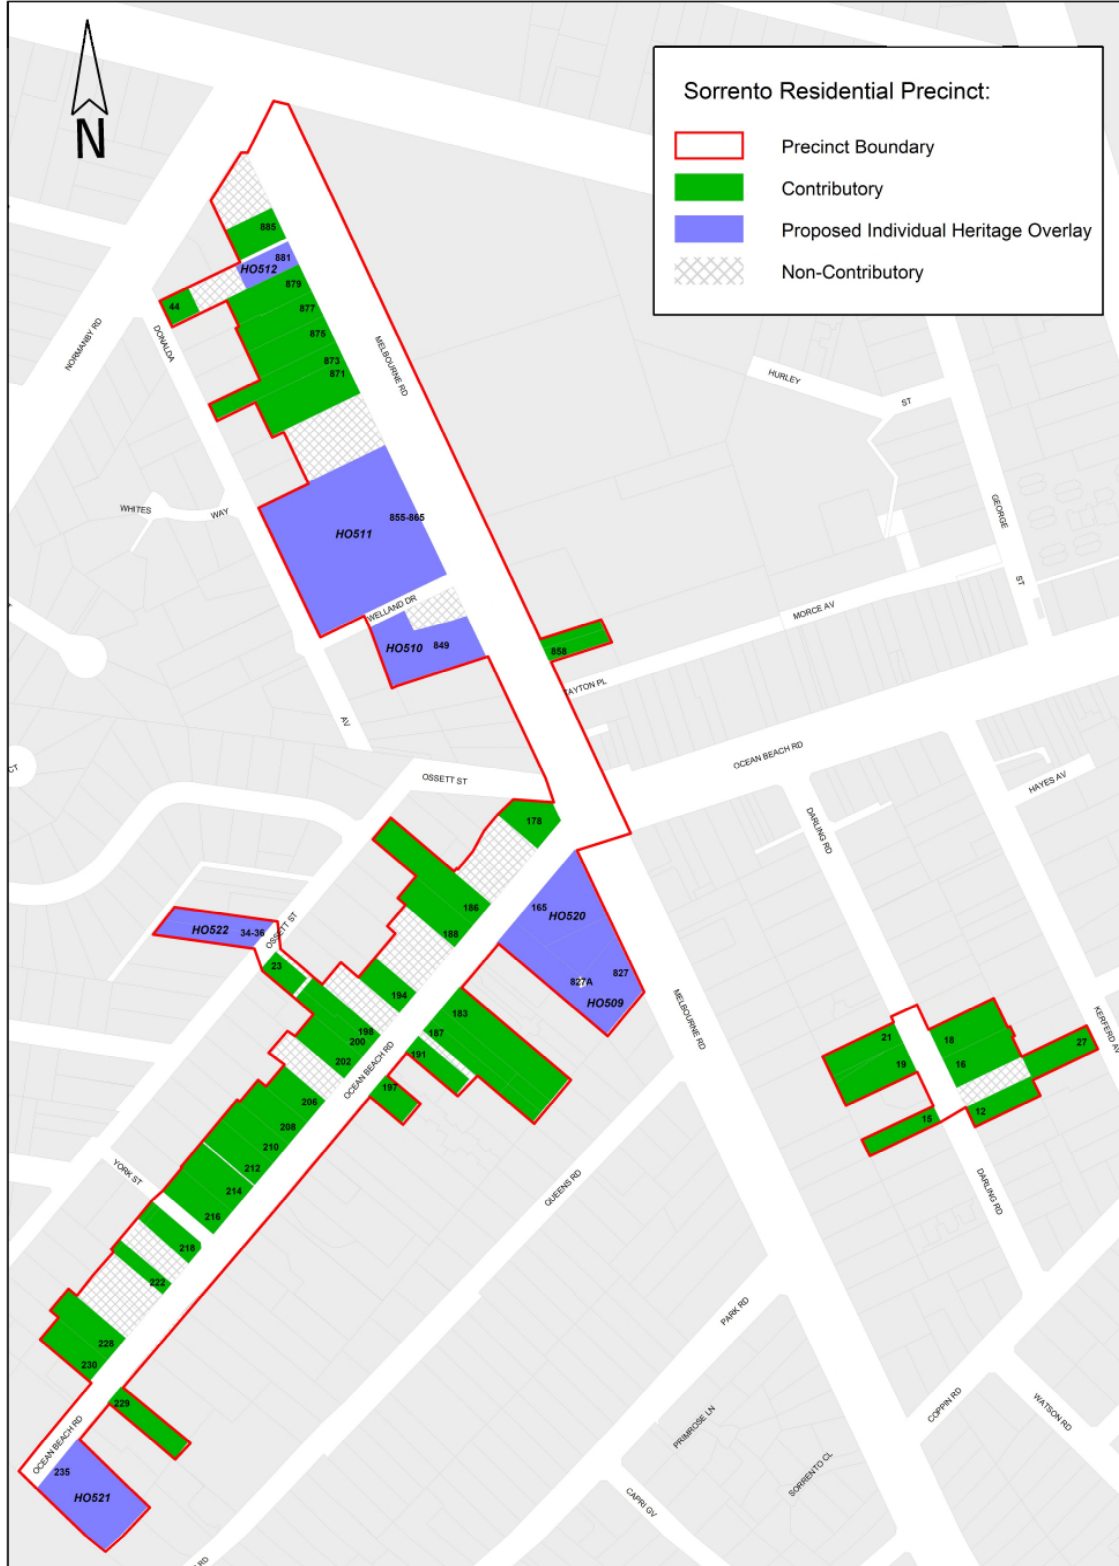 Sorrento Residential Precinct:
Precinct Boundary
Contributory
Proposed Individual Heritage Overlay
Non-Contributory
N
885
881
HO512
879
44
877
875
873
871
NORMANBY RD
DONALDA
MELBOURNE RD
HURLEY
ST
WHITES
WAY
855-865
HO511
GEORGE
ST
WELLAND DR
MORCE AV
HO510
849
858
TAYTON PL
AV
CT
OSSETT ST
OCEAN BEACH RD
HAYES AV
DARLING RD
178
186
165
HO520
188
HO522
34-36
OSSETT ST
23
827
827A
HO509
194
183
198
187
200
191
202
OCEAN BEACH RD
197
MELBOURNE RD
KERFERD AV
21
18
27
19
16
15
12
206
208
210
212
214
216
YORK ST
QUEENS RD
DARLING RD
218
222
228
230
229
PARK RD
COPPIN RD
WATSON RD
PRIMROSE LN
SORRENTO CL
CAPRI GV
OCEAN BEACH RD
235
HO521
RD